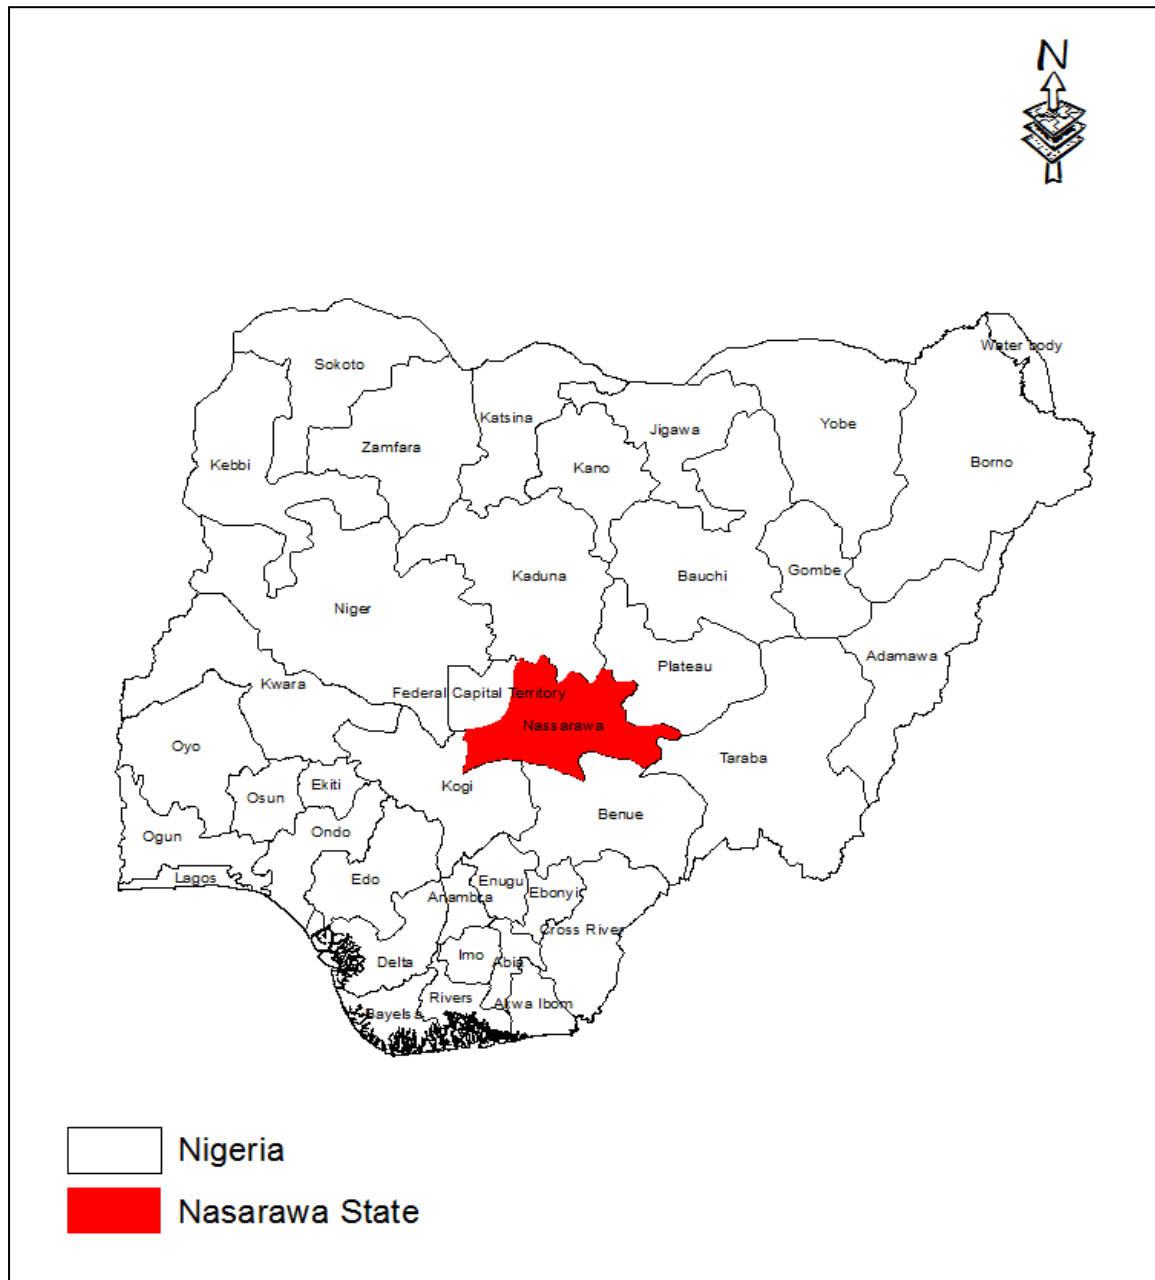 N
Water body
Sokoto
Katsina
Yobe
Jigawa
Zamfara
Kebbi
Kano
Borno
Kaduna
Bauchi
Gombe
Niger
Adamawa
Plateau
Kwara
Federal Capital Territory
Nassarawa
Oyo
Taraba
Kogi
Ekiti
Osun
Benue
Ondo
Ogun
Lagos
Edo
Enugu
Ebonyi
Anambra
Cross River
Imo
Delta
Abia
Rivers
Akwa Ibom
Bayelsa
Nigeria
Nasarawa State